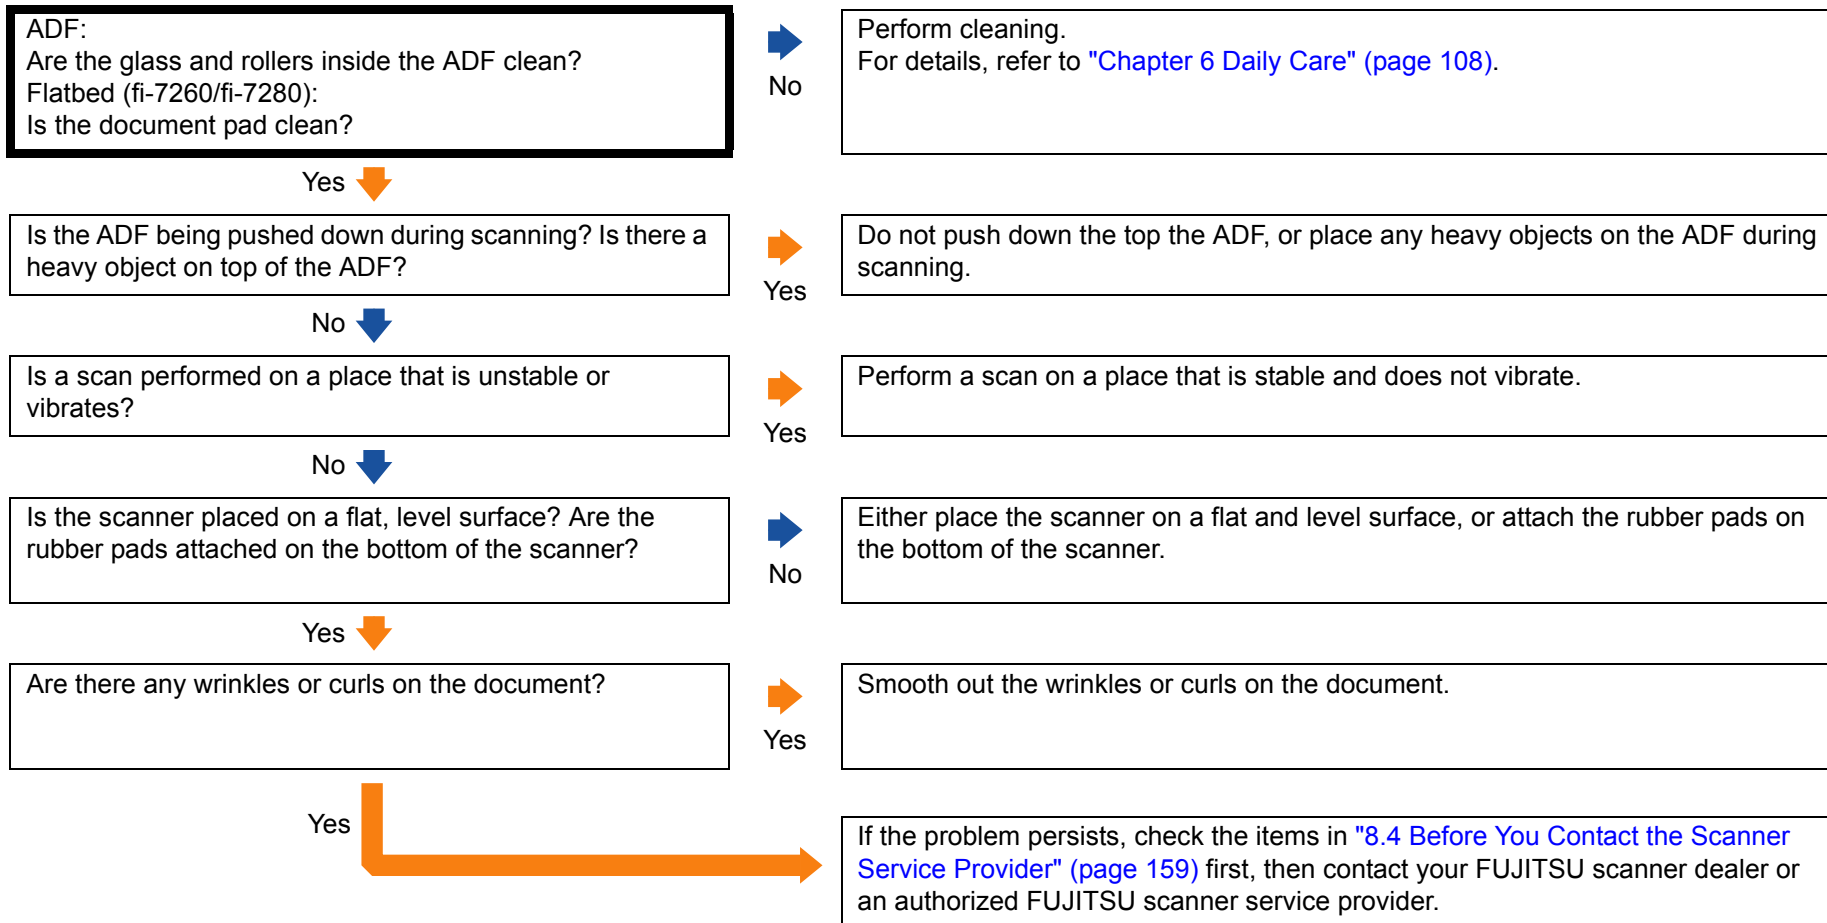 ADF:
Are the glass and rollers inside the ADF clean?
Flatbed (fi-7260/fi-7280):
Is the document pad clean?
No
Perform cleaning.
For details, refer to "Chapter 6 Daily Care" (page 108).
Yes
Is the ADF being pushed down during scanning? Is there a
heavy object on top of the ADF?
Yes
Do not push down the top the ADF, or place any heavy objects on the ADF during
scanning.
No
Is a scan performed on a place that is unstable or
vibrates?
Yes
Perform a scan on a place that is stable and does not vibrate.
No
Is the scanner placed on a flat, level surface? Are the
rubber pads attached on the bottom of the scanner?
No
Either place the scanner on a flat and level surface, or attach the rubber pads on
the bottom of the scanner.
Yes
Are there any wrinkles or curls on the document?
Yes
Smooth out the wrinkles or curls on the document.
Yes
If the problem persists, check the items in "8.4 Before You Contact the Scanner
Service Provider" (page 159) first, then contact your FUJITSU scanner dealer or
an authorized FUJITSU scanner service provider.